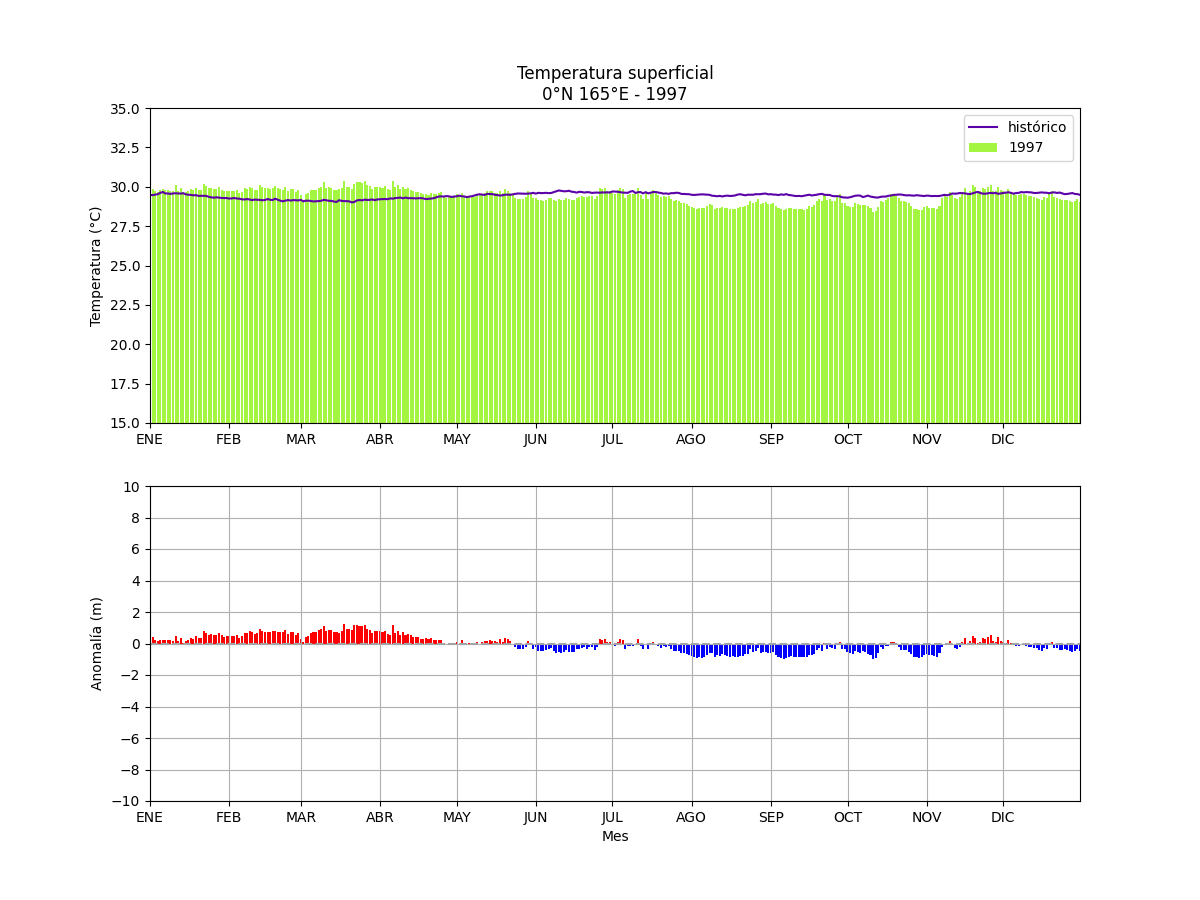 Temperatura superficial
0°N 165°E - 1997
35.0
32.5
30.0
27.5
25.0
22.5
20.0
17.5
15.0
Temperatura (°C)
histórico
1997
ENE FEB MAR ABR MAY JUN JUL AGO SEP OCT NOV DIC
10
8
6
4
2
0
−2
−4
−6
−8
−10
Anomalía (m)
ENE FEB MAR ABR MAY JUN JUL AGO SEP OCT NOV DIC
Mes